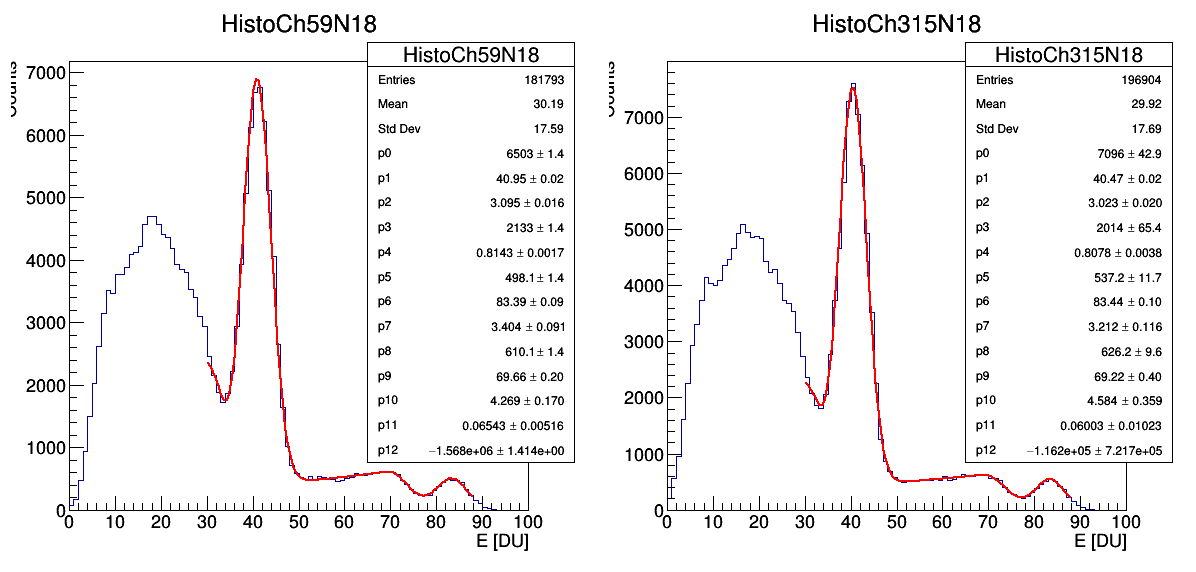 HistoCh59N18
HistoCh59N18
Entries 181793
Mean 30.19
Std Dev 17.59
p0 6503 ± 1.4
p1 40.95 ± 0.02
p2 3.095 ± 0.016
p3 2133 ± 1.4
p4 0.8143 ± 0.0017
p5 498.1 ± 1.4
p6 83.39 ± 0.09
p7 3.404 ± 0.091
p8 610.1 ± 1.4
p9 69.66 ± 0.20
p10 4.269 ± 0.170
p11 0.06543 ± 0.00516
p12 −1.568e+06 ± 1.414e+00
7000
6000
5000
4000
3000
2000
1000
0
0 10 20 30 40 50 60 70 80 90 100
E [DU]
HistoCh315N18
HistoCh315N18
Entries 196904
Mean 29.92
Std Dev 17.69
p0 7096 ± 42.9
p1 40.47 ± 0.02
p2 3.023 ± 0.020
p3 2014 ± 65.4
p4 0.8078 ± 0.0038
p5 537.2 ± 11.7
p6 83.44 ± 0.10
p7 3.212 ± 0.116
p8 626.2 ± 9.6
p9 69.22 ± 0.40
p10 4.584 ± 0.359
p11 0.06003 ± 0.01023
p12 −1.162e+05 ± 7.217e+05
7000
6000
5000
4000
3000
2000
1000
0
0 10 20 30 40 50 60 70 80 90 100
E [DU]